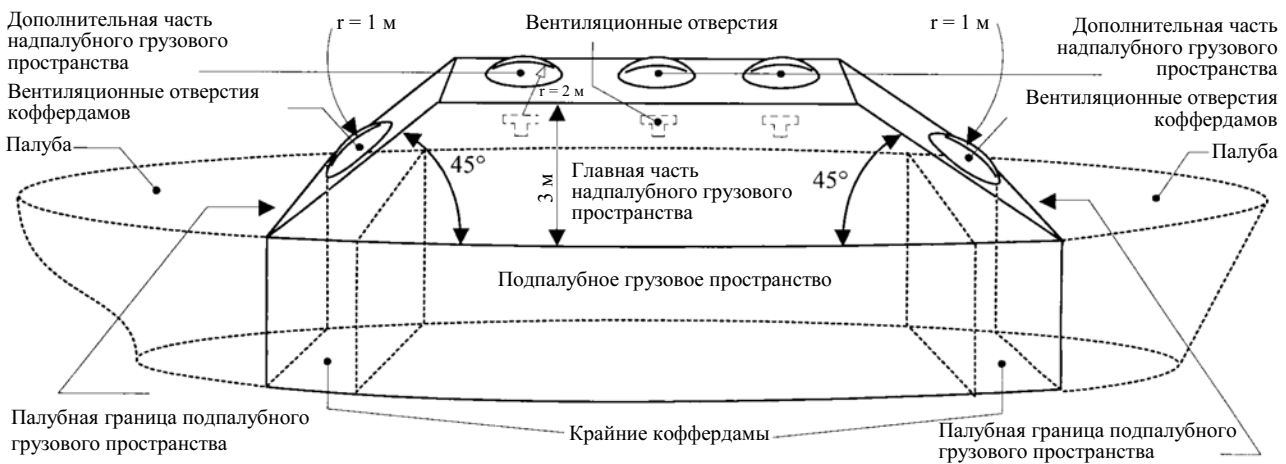 Дополнительная часть
надпалубного грузового
пространства
r = 1 м
Вентиляционные отверстия
r = 1 м
Дополнительная часть
надпалубного грузового
пространства
Вентиляционные отверстия
коффердамов
Палуба
r = 2 м
Вентиляционные отверстия
коффердамов
Палуба
45°
3 м
Главная часть
надпалубного грузового
пространства
45°
Подпалубное грузовое пространство
Палубная граница подпалубного
грузового пространства
Крайние коффердамы
Палубная граница подпалубного
грузового пространства